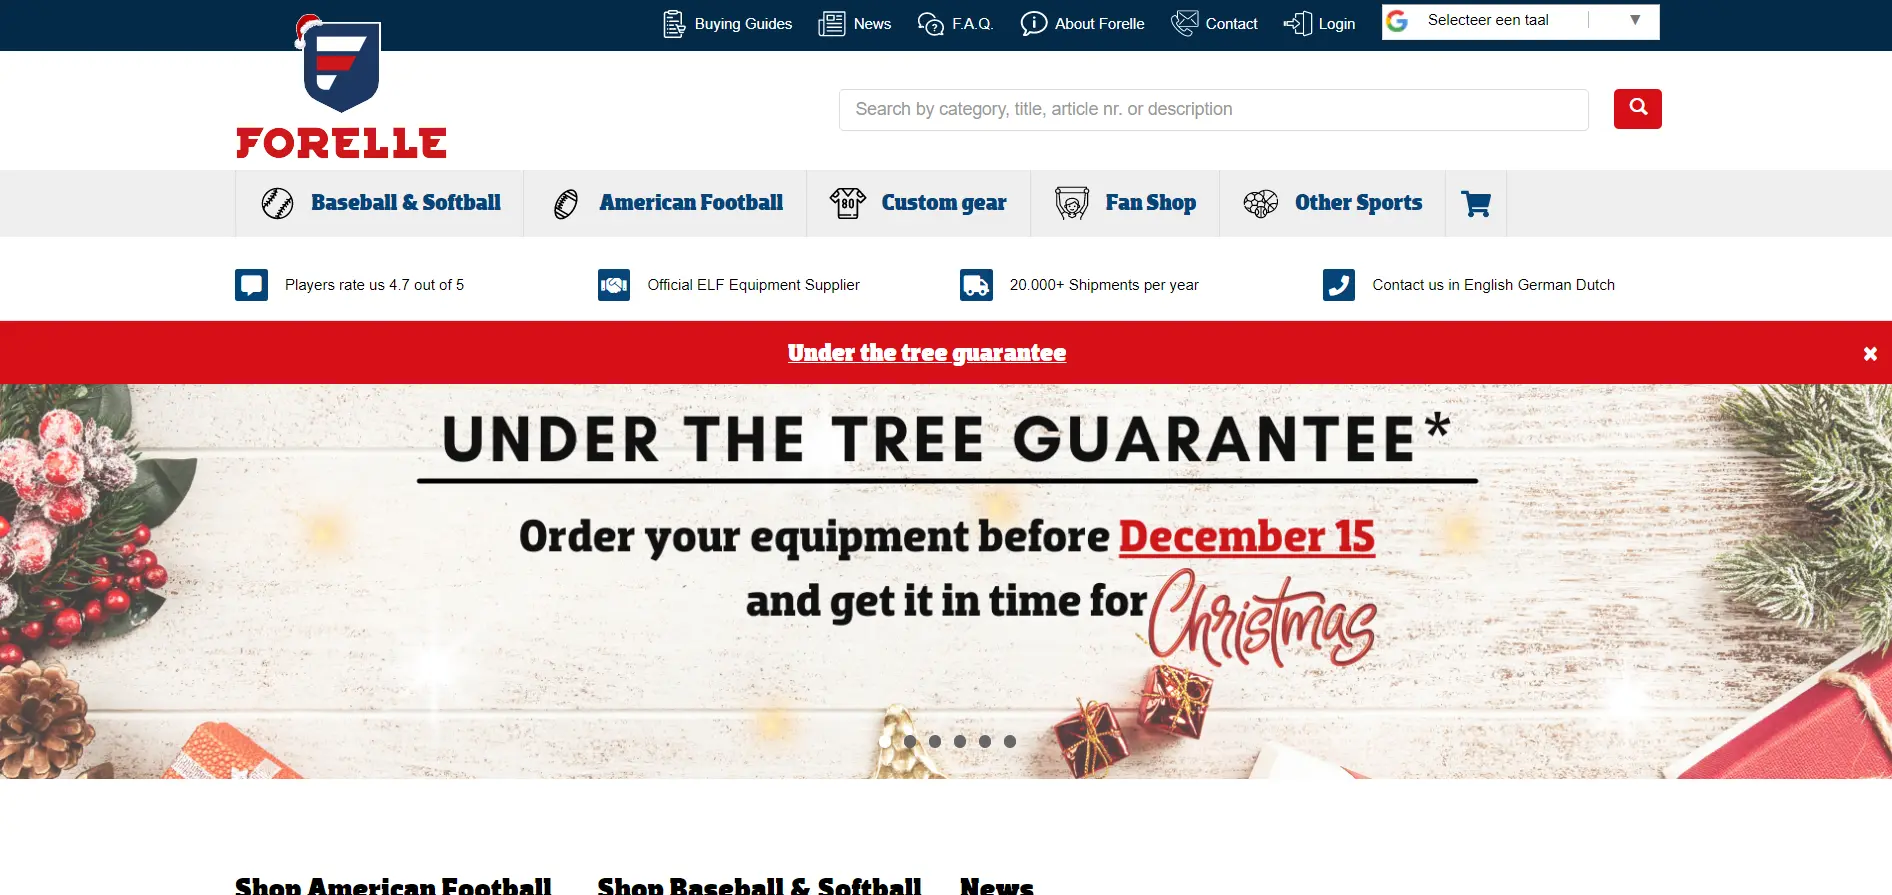 Buying Guides
News
F.A.Q.
About Forelle
Contact
Login
Selecteer een taal
FORELLE
Search by category, title, article nr. or description
Baseball & Softball
80
American Football
Custom gear
Fan Shop
Other Sports
Players rate us 4.7 out of 5
Official ELF Equipment Supplier
20.000+ Shipments per year
Contact us in English German Dutch
Under the tree guarantee
UNDER THE TREE GUARANTEE*
Order your equipment before December 15
and get it in time for Christmas
Shop American Football
Shop Baseball & Softball
News